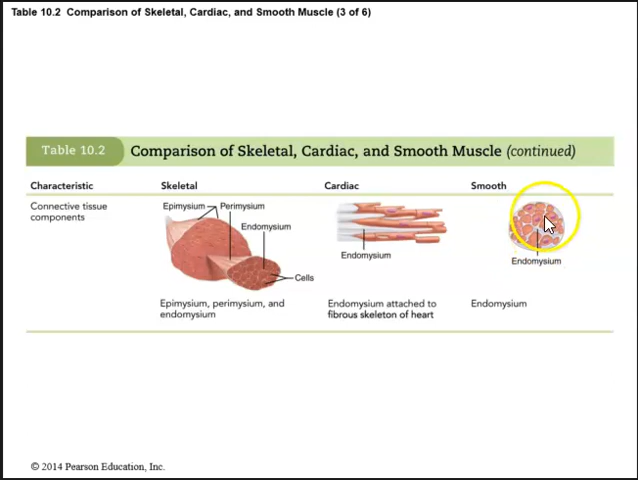 Table 10.2 Comparison of Skeletal, Cardiac, and Smooth Muscle (3 of 6)
Table 10.2 Comparison of Skeletal, Cardiac, and Smooth Muscle (continued)
Characteristic Skeletal Cardiac Smooth
Connective tissue
components
Epimysium Perimysium
Endomysium
Cells
Endomysium
Endomysium
Epimysium, perimysium, and
endomysium
Endomysium attached to
fibrous skeleton of heart
Endomysium
© 2014 Pearson Education, Inc.